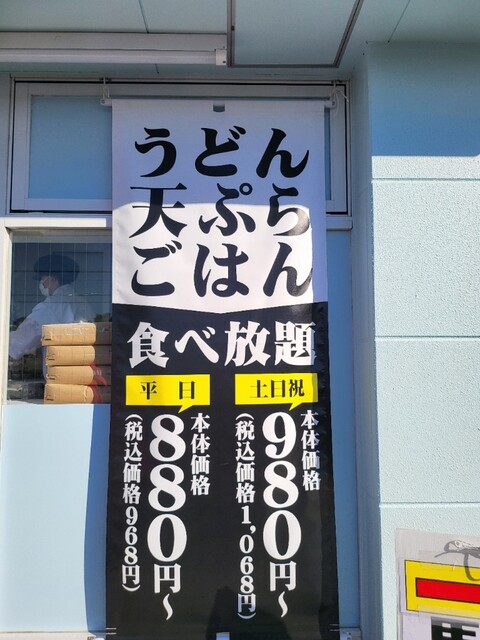 うどん
天ぷら
ごはん
食べ放題
平日
本体価格
880円～
(税込価格968円)
土日祝
本体価格
980円～
(税込価格1,068円)